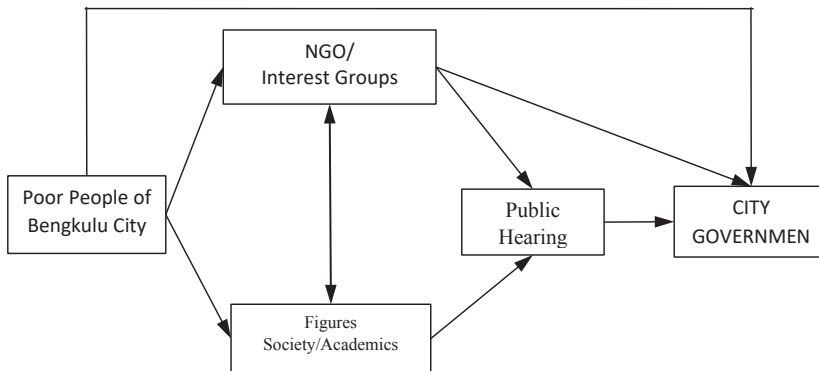 NGO/
Interest Groups
Poor People of
Bengkulu City
Public
Hearing
CITY
GOVERNMEN
Figures
Society/Academics